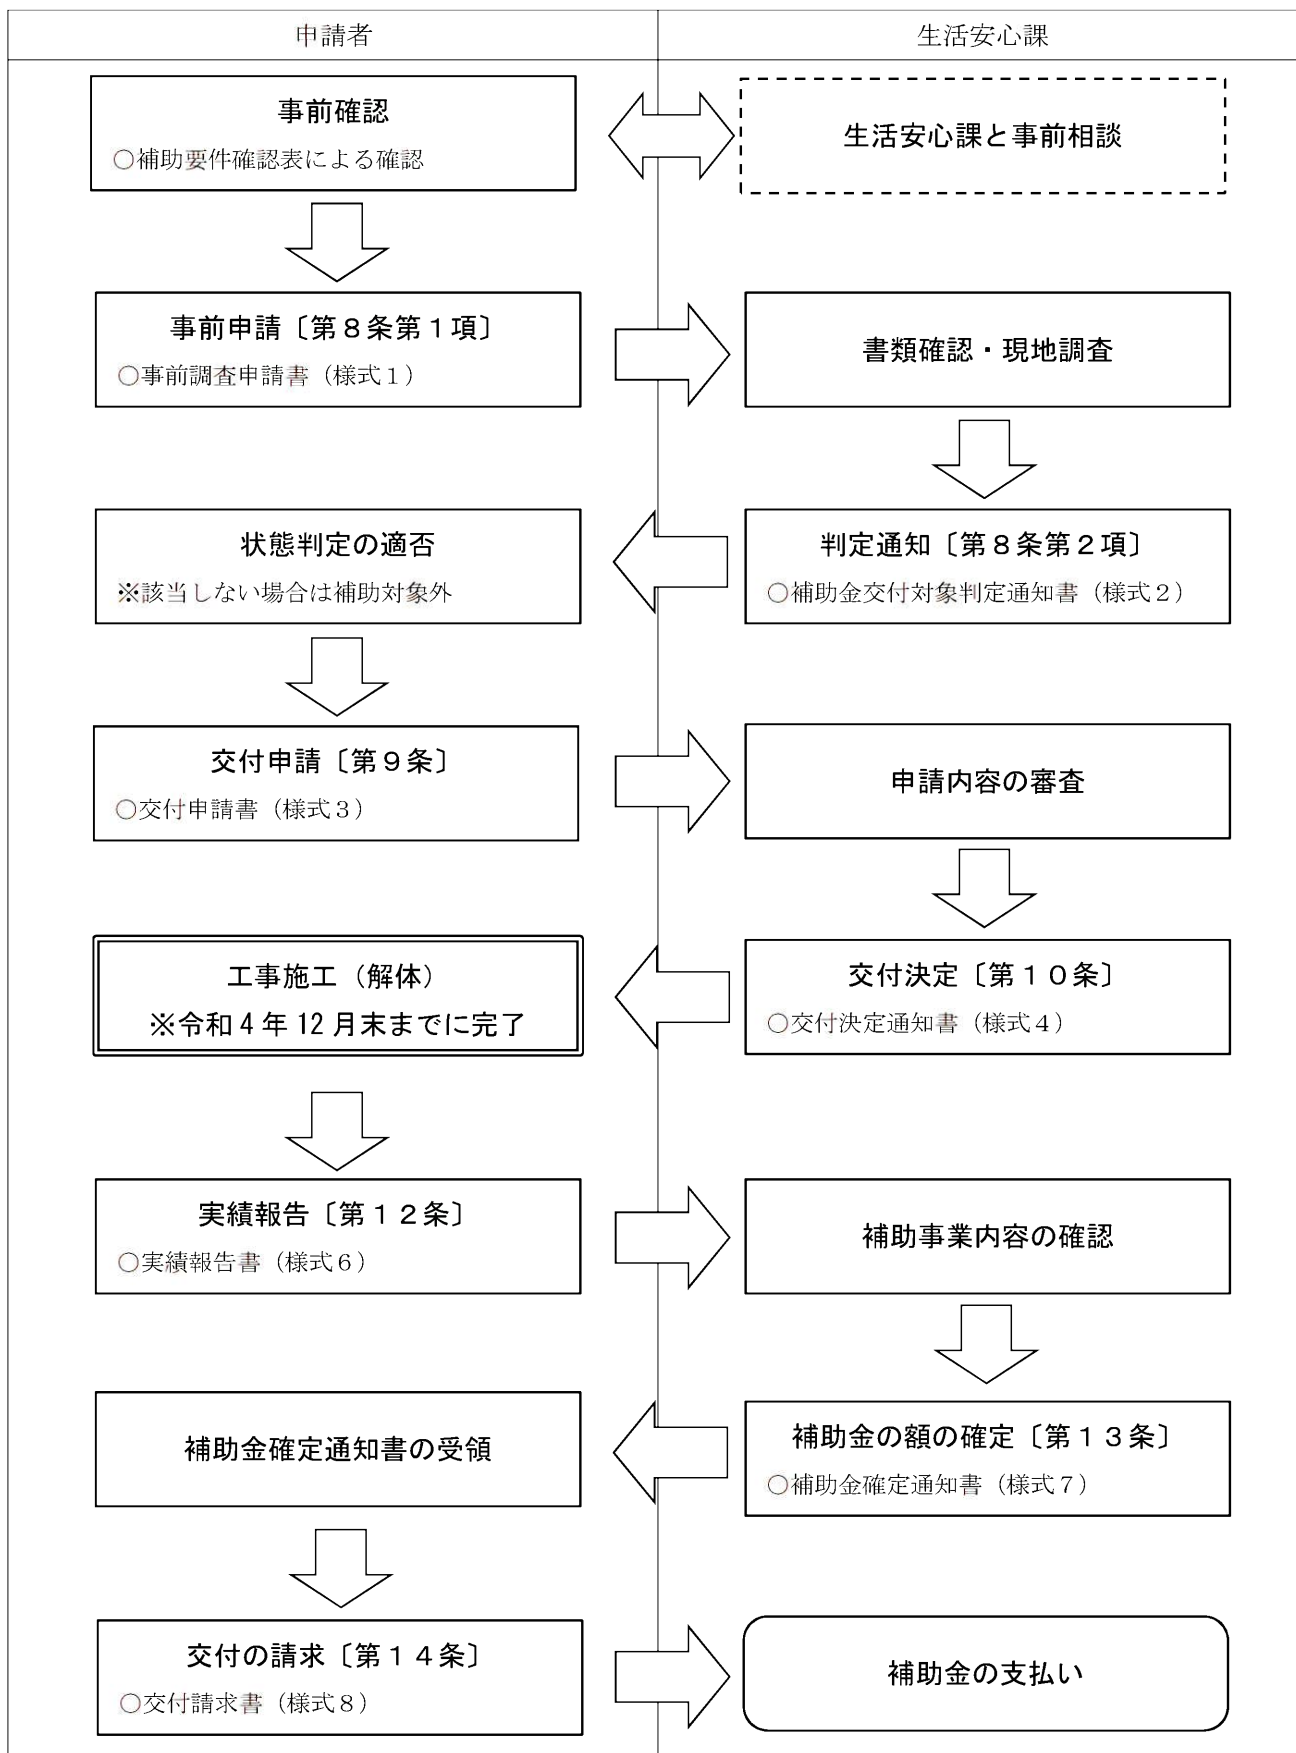 申請者
生活安心課
事前確認
○補助要件確認表による確認
生活安心課と事前相談
事前申請〔第８条第１項〕
○事前調査申請書（様式１）
書類確認・現地調査
状態判定の適否
※該当しない場合は補助対象外
判定通知〔第８条第２項〕
○補助金交付対象判定通知書（様式２）
交付申請〔第９条〕
○交付申請書（様式３）
申請内容の審査
工事施工（解体）
※令和４年 12 月末までに完了
交付決定〔第１０条〕
○交付決定通知書（様式４）
実績報告〔第１２条〕
○実績報告書（様式６）
補助事業内容の確認
補助金確定通知書の受領
補助金の額の確定〔第１３条〕
○補助金確定通知書（様式７）
交付の請求〔第１４条〕
○交付請求書（様式８）
補助金の支払い